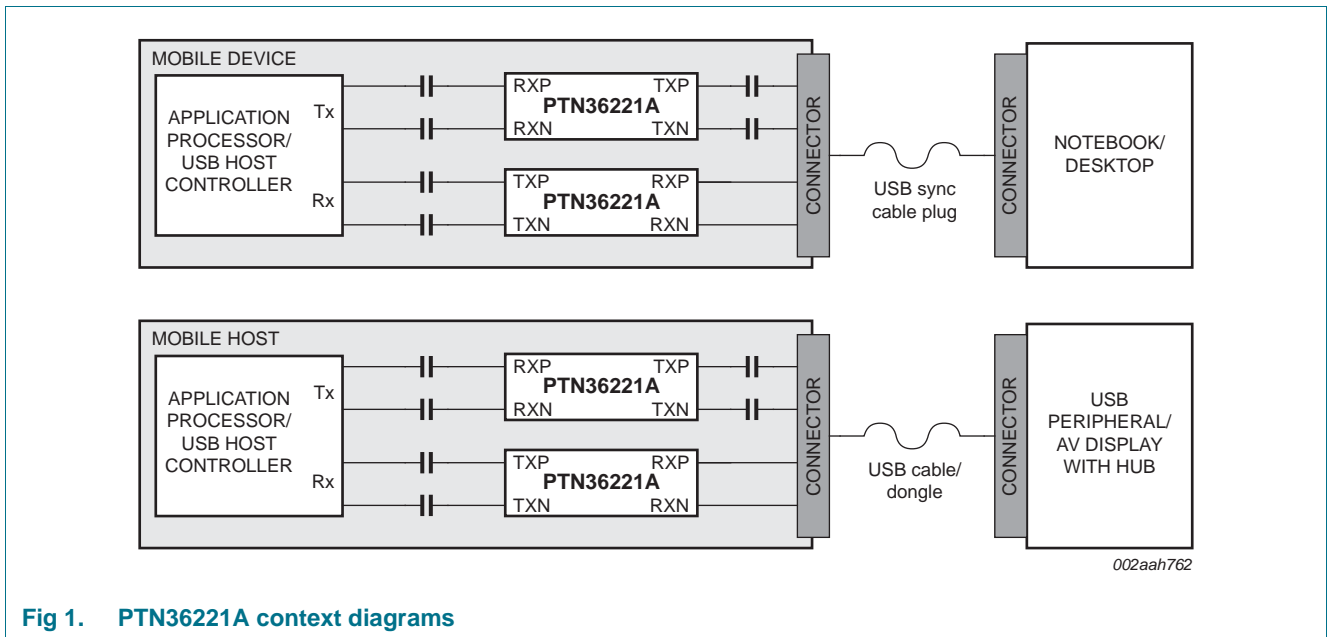 MOBILE DEVICE
APPLICATION
PROCESSOR/
USB HOST
CONTROLLER
Tx
Rx
RXP TXP
PTN36221A
RXN TXN
TXP RXP
PTN36221A
TXN RXN
CONNECTOR
USB sync
cable plug
CONNECTOR
NOTEBOOK/
DESKTOP
MOBILE HOST
APPLICATION
PROCESSOR/
USB HOST
CONTROLLER
Tx
Rx
RXP TXP
PTN36221A
RXN TXN
TXP RXP
PTN36221A
TXN RXN
CONNECTOR
USB cable/
dongle
CONNECTOR
USB
PERIPHERAL/
AV DISPLAY
WITH HUB
002aah762
Fig 1. PTN36221A context diagrams